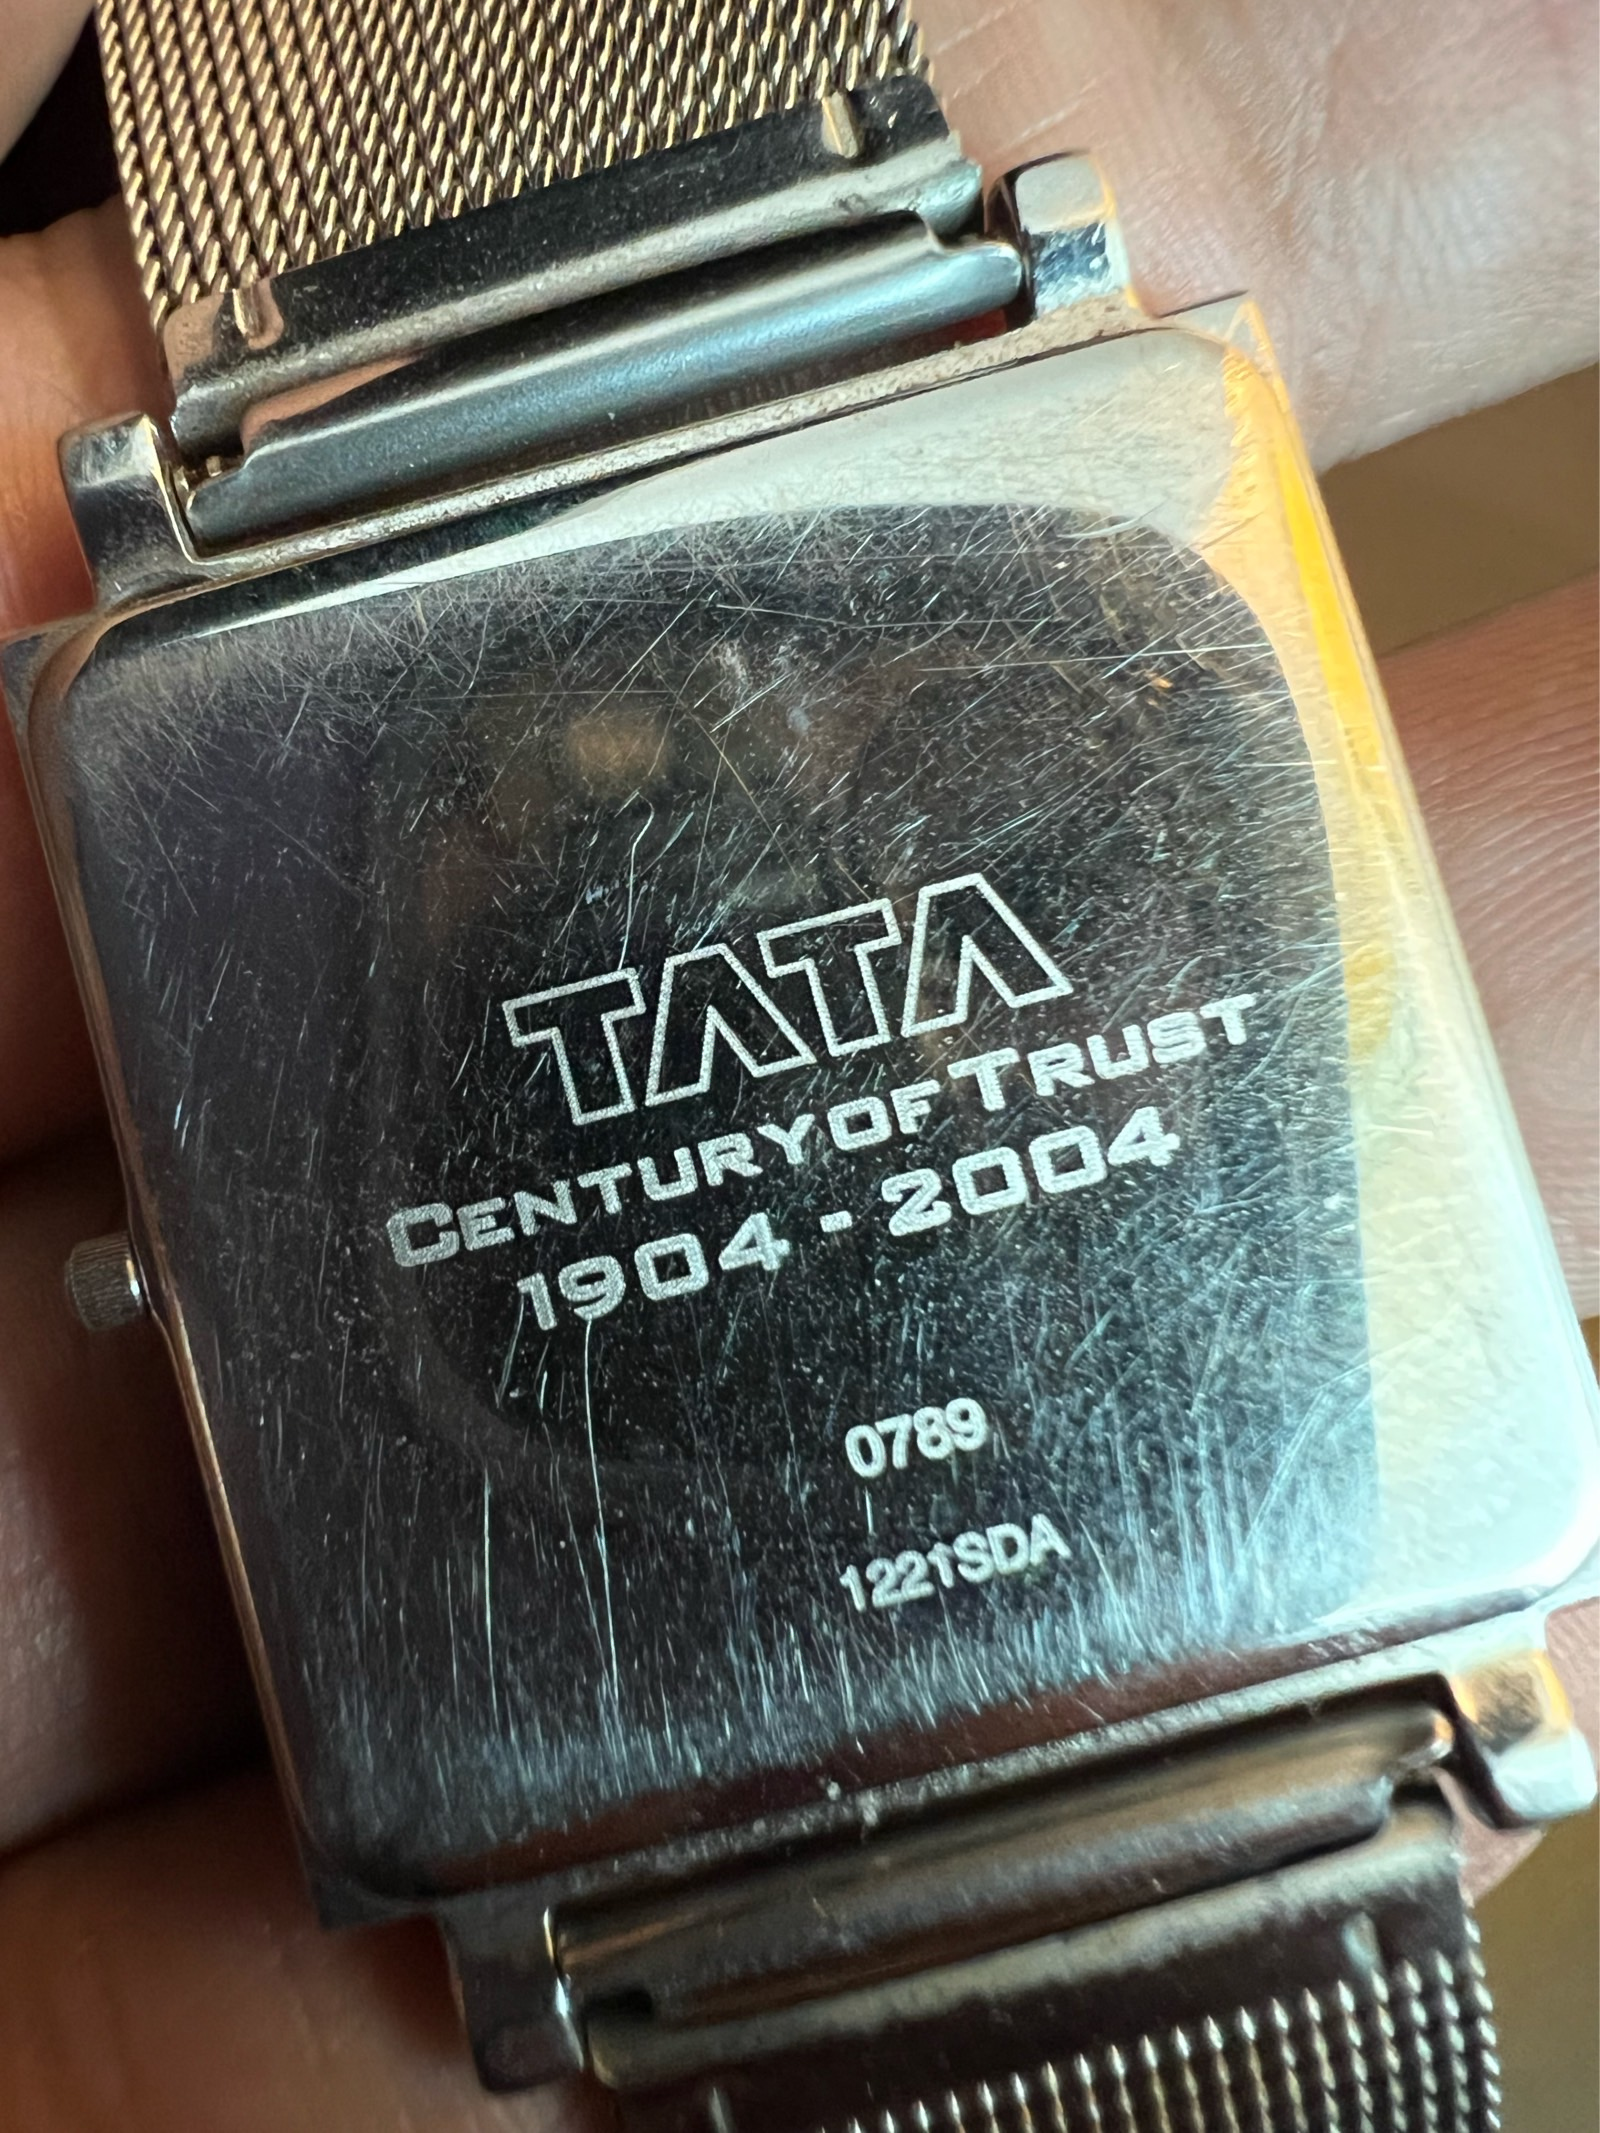 TATA
CENTURY OF TRUST
1904 - 2004
0789
1221SDA